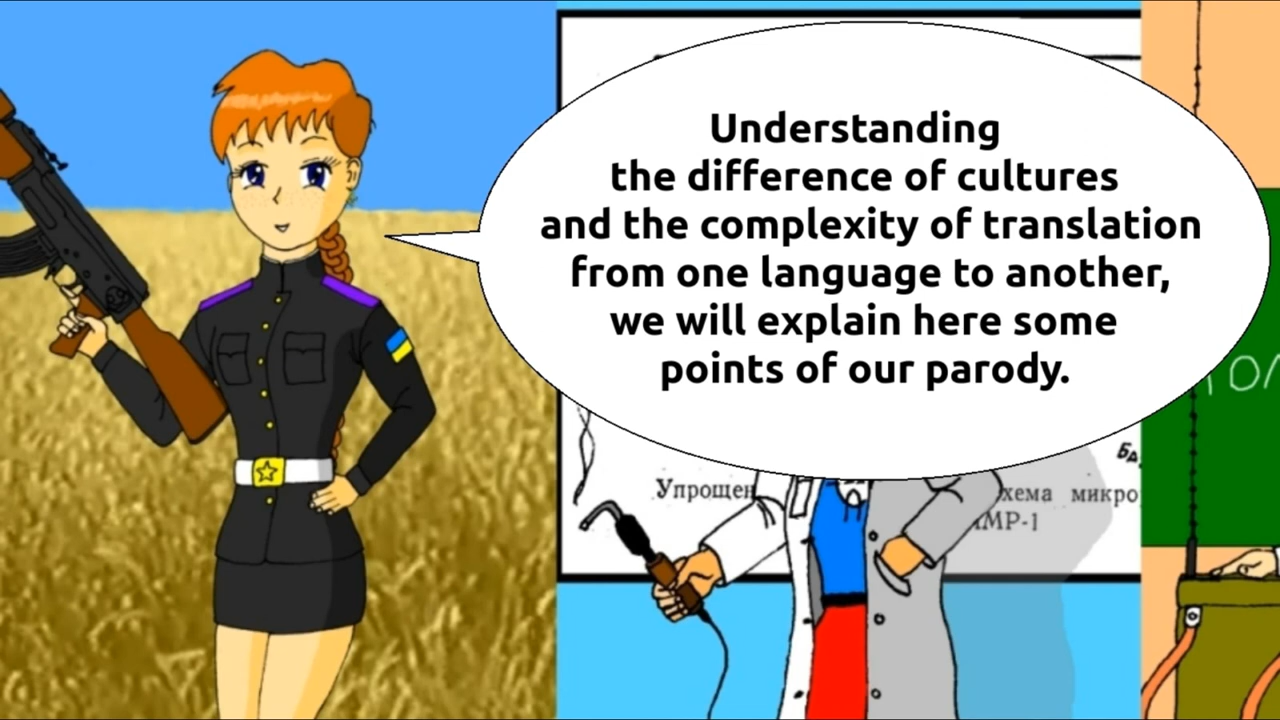 Understanding
the difference of cultures
and the complexity of translation
from one language to another,
we will explain here some
points of our parody.
Упрощен
хема микро
МР-1